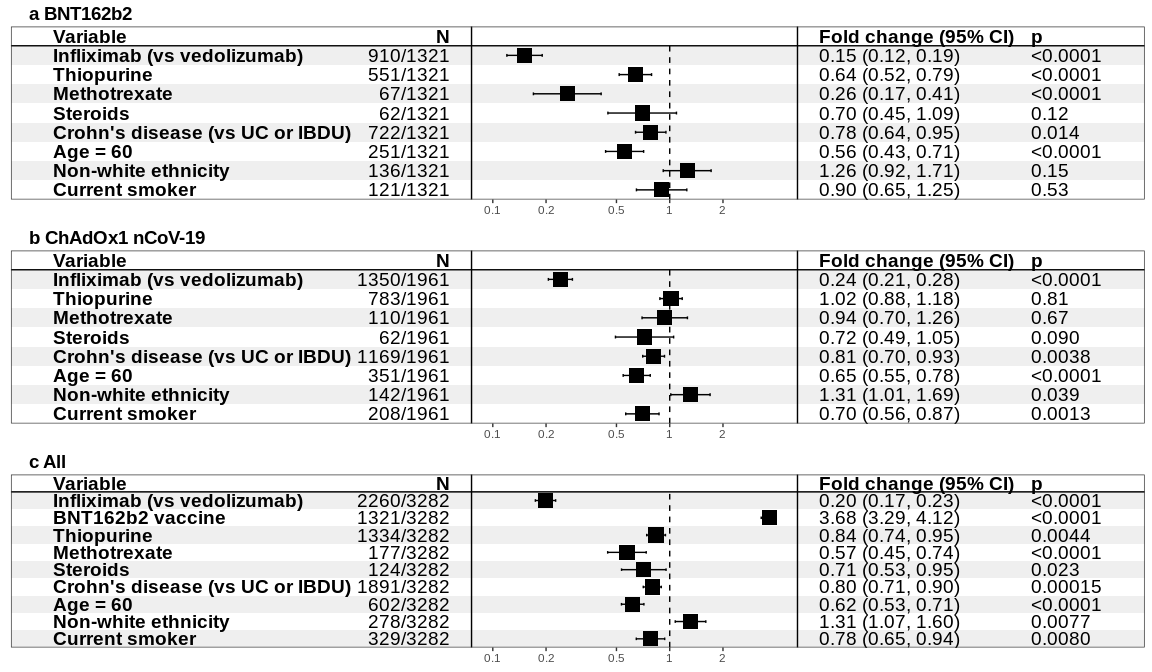 a BNT162b2
Variable N Fold change (95% CI) p
Infliximab (vs vedolizumab) 910/1321 0.15 (0.12, 0.19) <0.0001
Thiopurine 551/1321 0.64 (0.52, 0.79) <0.0001
Methotrexate 67/1321 0.26 (0.17, 0.41) <0.0001
Steroids 62/1321 0.70 (0.45, 1.09) 0.12
Crohn's disease (vs UC or IBDU) 722/1321 0.78 (0.64, 0.95) 0.014
Age = 60 251/1321 0.56 (0.43, 0.71) <0.0001
Non-white ethnicity 136/1321 1.26 (0.92, 1.71) 0.15
Current smoker 121/1321 0.90 (0.65, 1.25) 0.53
0.1 0.2 0.5 1 2
b ChAdOx1 nCoV-19
Variable N Fold change (95% CI) p
Infliximab (vs vedolizumab) 1350/1961 0.24 (0.21, 0.28) <0.0001
Thiopurine 783/1961 1.02 (0.88, 1.18) 0.81
Methotrexate 110/1961 0.94 (0.70, 1.26) 0.67
Steroids 62/1961 0.72 (0.49, 1.05) 0.090
Crohn's disease (vs UC or IBDU) 1169/1961 0.81 (0.70, 0.93) 0.0038
Age = 60 351/1961 0.65 (0.55, 0.78) <0.0001
Non-white ethnicity 142/1961 1.31 (1.01, 1.69) 0.039
Current smoker 208/1961 0.70 (0.56, 0.87) 0.0013
0.1 0.2 0.5 1 2
c All
Variable N Fold change (95% CI) p
Infliximab (vs vedolizumab) 2260/3282 0.20 (0.17, 0.23) <0.0001
BNT162b2 vaccine 1321/3282 3.68 (3.29, 4.12) <0.0001
Thiopurine 1334/3282 0.84 (0.74, 0.95) 0.0044
Methotrexate 177/3282 0.57 (0.45, 0.74) <0.0001
Steroids 124/3282 0.71 (0.53, 0.95) 0.023
Crohn's disease (vs UC or IBDU) 1891/3282 0.80 (0.71, 0.90) 0.00015
Age = 60 602/3282 0.62 (0.53, 0.71) <0.0001
Non-white ethnicity 278/3282 1.31 (1.07, 1.60) 0.0077
Current smoker 329/3282 0.78 (0.65, 0.94) 0.0080
0.1 0.2 0.5 1 2